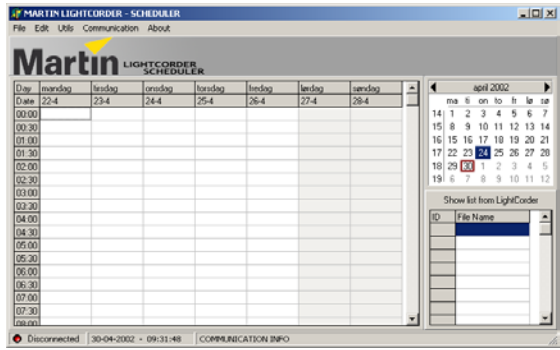 MARTIN LIGHTCORDER - SCHEDULER
File Edit Utils Communication About
Martin LIGHTCORDER
SCHEDULER
Day mandag tirsdag onsdag torsdag fredag lørdag søndag
Date 22-4 23-4 24-4 25-4 26-4 27-4 28-4
00:00
00:30
01:00
01:30
02:00
02:30
03:00
03:30
04:00
04:30
05:00
05:30
06:00
06:30
07:00
07:30
08:00
april 2002
ma ti on to fr lø sø
14 1 2 3 4 5 6 7
15 8 9 10 11 12 13 14
16 15 16 17 18 19 20 21
17 22 23 24 25 26 27 28
18 29 30 1 2 3 4 5
19 6 7 8 9 10 11 12
Show list from LightCorder
ID File Name
Disconnected 30-04-2002 - 09:31:48 COMMUNICATION INFO